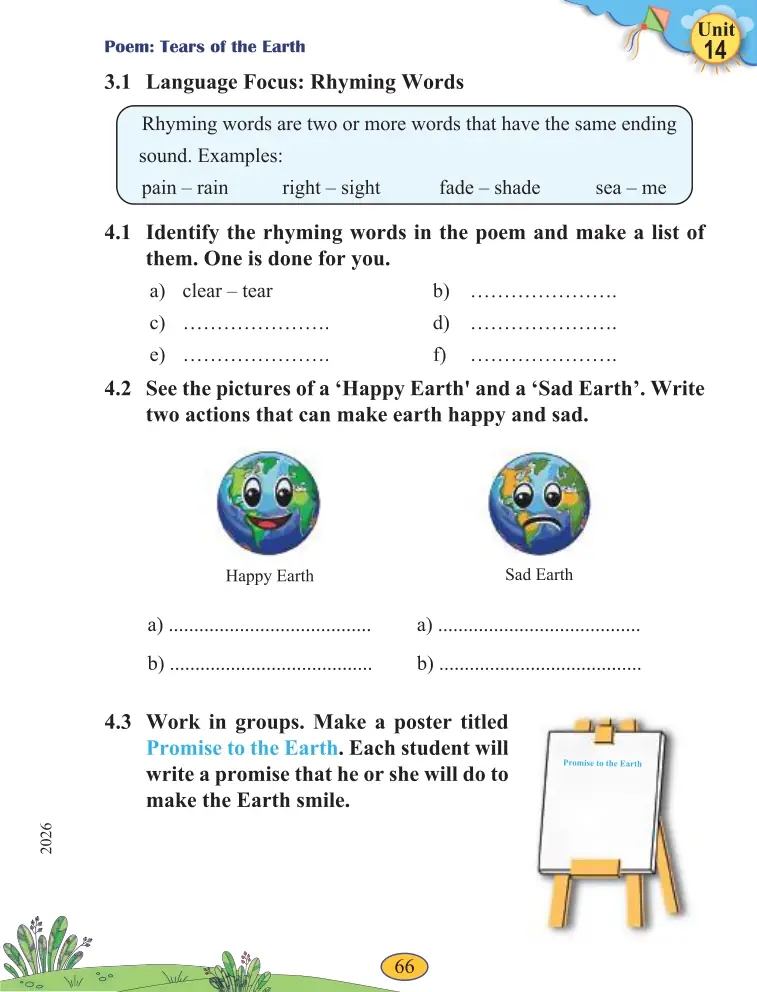 Unit
14
Poem: Tears of the Earth
3.1 Language Focus: Rhyming Words
Rhyming words are two or more words that have the same ending
sound. Examples:
pain – rain right – sight fade – shade sea – me
4.1 Identify the rhyming words in the poem and make a list of
them. One is done for you.
a) clear – tear b) ………………….
c) …………………. d) ………………….
e) …………………. f) ………………….
4.2 See the pictures of a ‘Happy Earth' and a ‘Sad Earth’. Write
two actions that can make earth happy and sad.
Happy Earth Sad Earth
a) ........................................ a) ........................................
b) ........................................ b) ........................................
4.3 Work in groups. Make a poster titled
Promise to the Earth. Each student will
write a promise that he or she will do to
make the Earth smile.
Promise to the Earth
2026
66